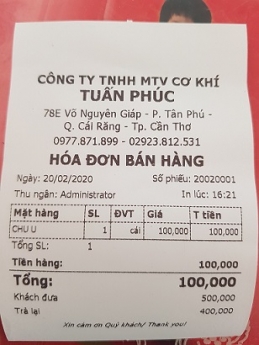 CÔNG TY TNHH MTV CƠ KHÍ
TUẤN PHÚC
78E Võ Nguyên Giáp - P. Tân Phú -
Q. Cái Răng - Tp. Cần Thơ
0977.871.899 - 02923.812.531
HÓA ĐƠN BÁN HÀNG
Ngày: 20/02/2020 Số phiếu: 20020001
Thu ngân: Administrator In lúc: 16:21
Mặt hàng SL ĐVT Giá T tiền
CHU U 1 cái 100,000 100,000
Tổng SL: 1
Tiền hàng: 100,000
Tổng: 100,000
Khách đưa 500,000
Trả lại 400,000
Xin cảm ơn Quý khách/ Thank you!